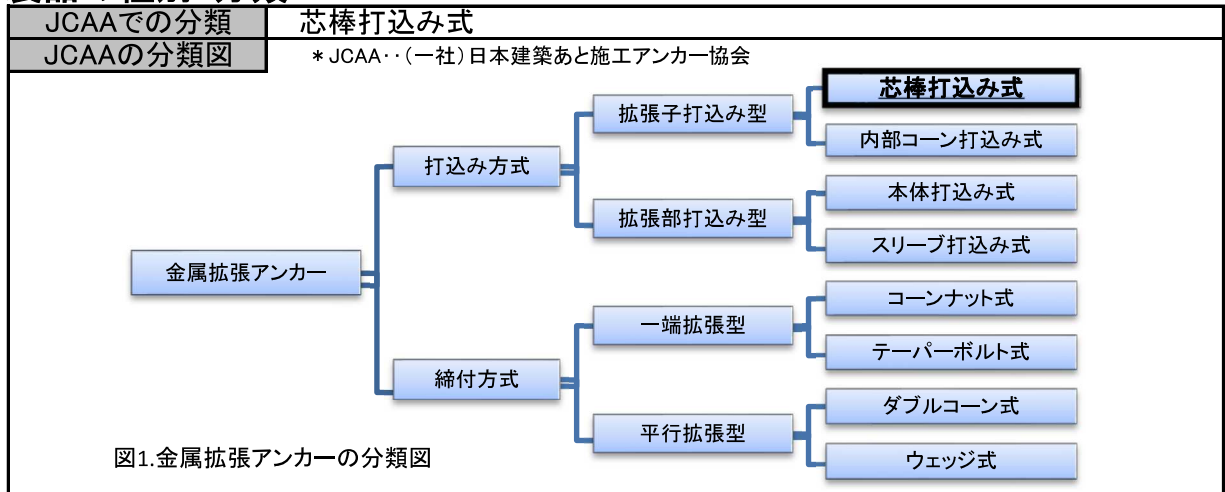 JCAAでの分類 芯棒打込み式
JCAAの分類図 *JCAA‥(一社)日本建築あと施工アンカー協会
芯棒打込み式
拡張子打込み型
内部コーン打込み式
打込み方式
本体打込み式
拡張部打込み型
スリーブ打込み式
金属拡張アンカー
コーンナット式
一端拡張型
テーパーボルト式
締付方式
ダブルコーン式
平行拡張型
ウェッジ式
図1.金属拡張アンカーの分類図